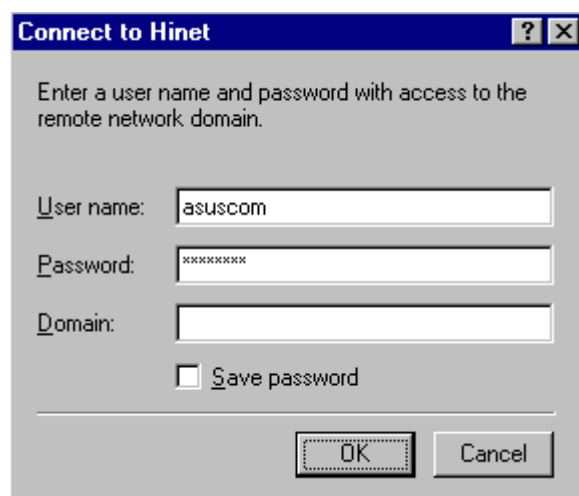 Connect to Hinet
Enter a user name and password with access to the
remote network domain.
User name: asuscom
Password: ********
Domain:
Save password
OK Cancel